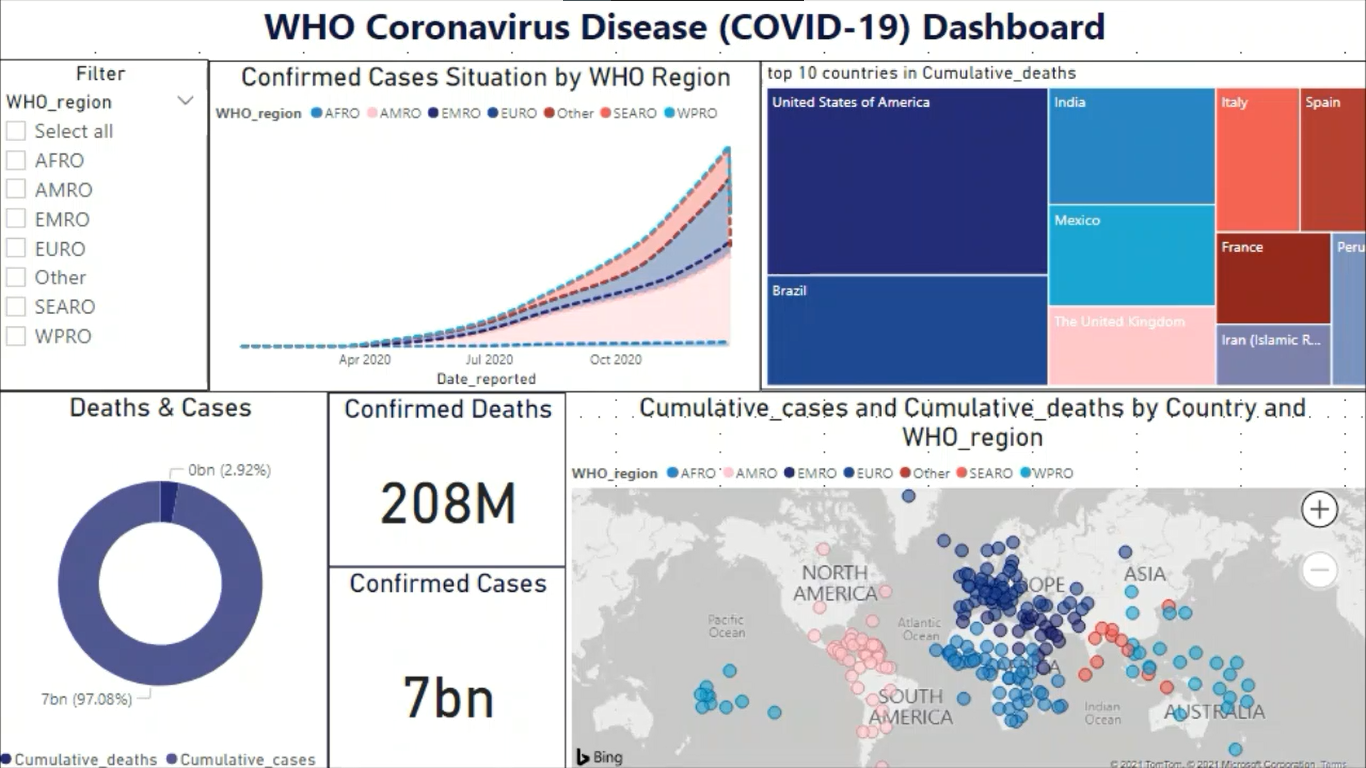 WHO Coronavirus Disease (COVID-19) Dashboard
Filter
WHO_region
Select all
AFRO
AMRO
EMRO
EURO
Other
SEARO
WPRO
Confirmed Cases Situation by WHO Region
WHO_region AFRO AMRO EMRO EURO Other SEARO WPRO
Apr 2020 Jul 2020 Oct 2020
Date_reported
top 10 countries in Cumulative_deaths
United States of America
Brazil
India
Mexico
The United Kingdom
Italy
Spain
France
Peru
Iran (Islamic R...
Deaths & Cases
0bn (2.92%)
7bn (97.08%)
Cumulative_deaths Cumulative_cases
Confirmed Deaths
208M
Confirmed Cases
7bn
Cumulative_cases and Cumulative_deaths by Country and
WHO_region
WHO_region AFRO AMRO EMRO EURO Other SEARO WPRO
NORTH
AMERICA
ASIA
Pacific
Ocean
Atlantic
Ocean
SOUTH
AMERICA
Indian
Ocean
AUSTRALIA
Bing
© 2021 TomTom, © 2021 Microsoft Corporation, Terms